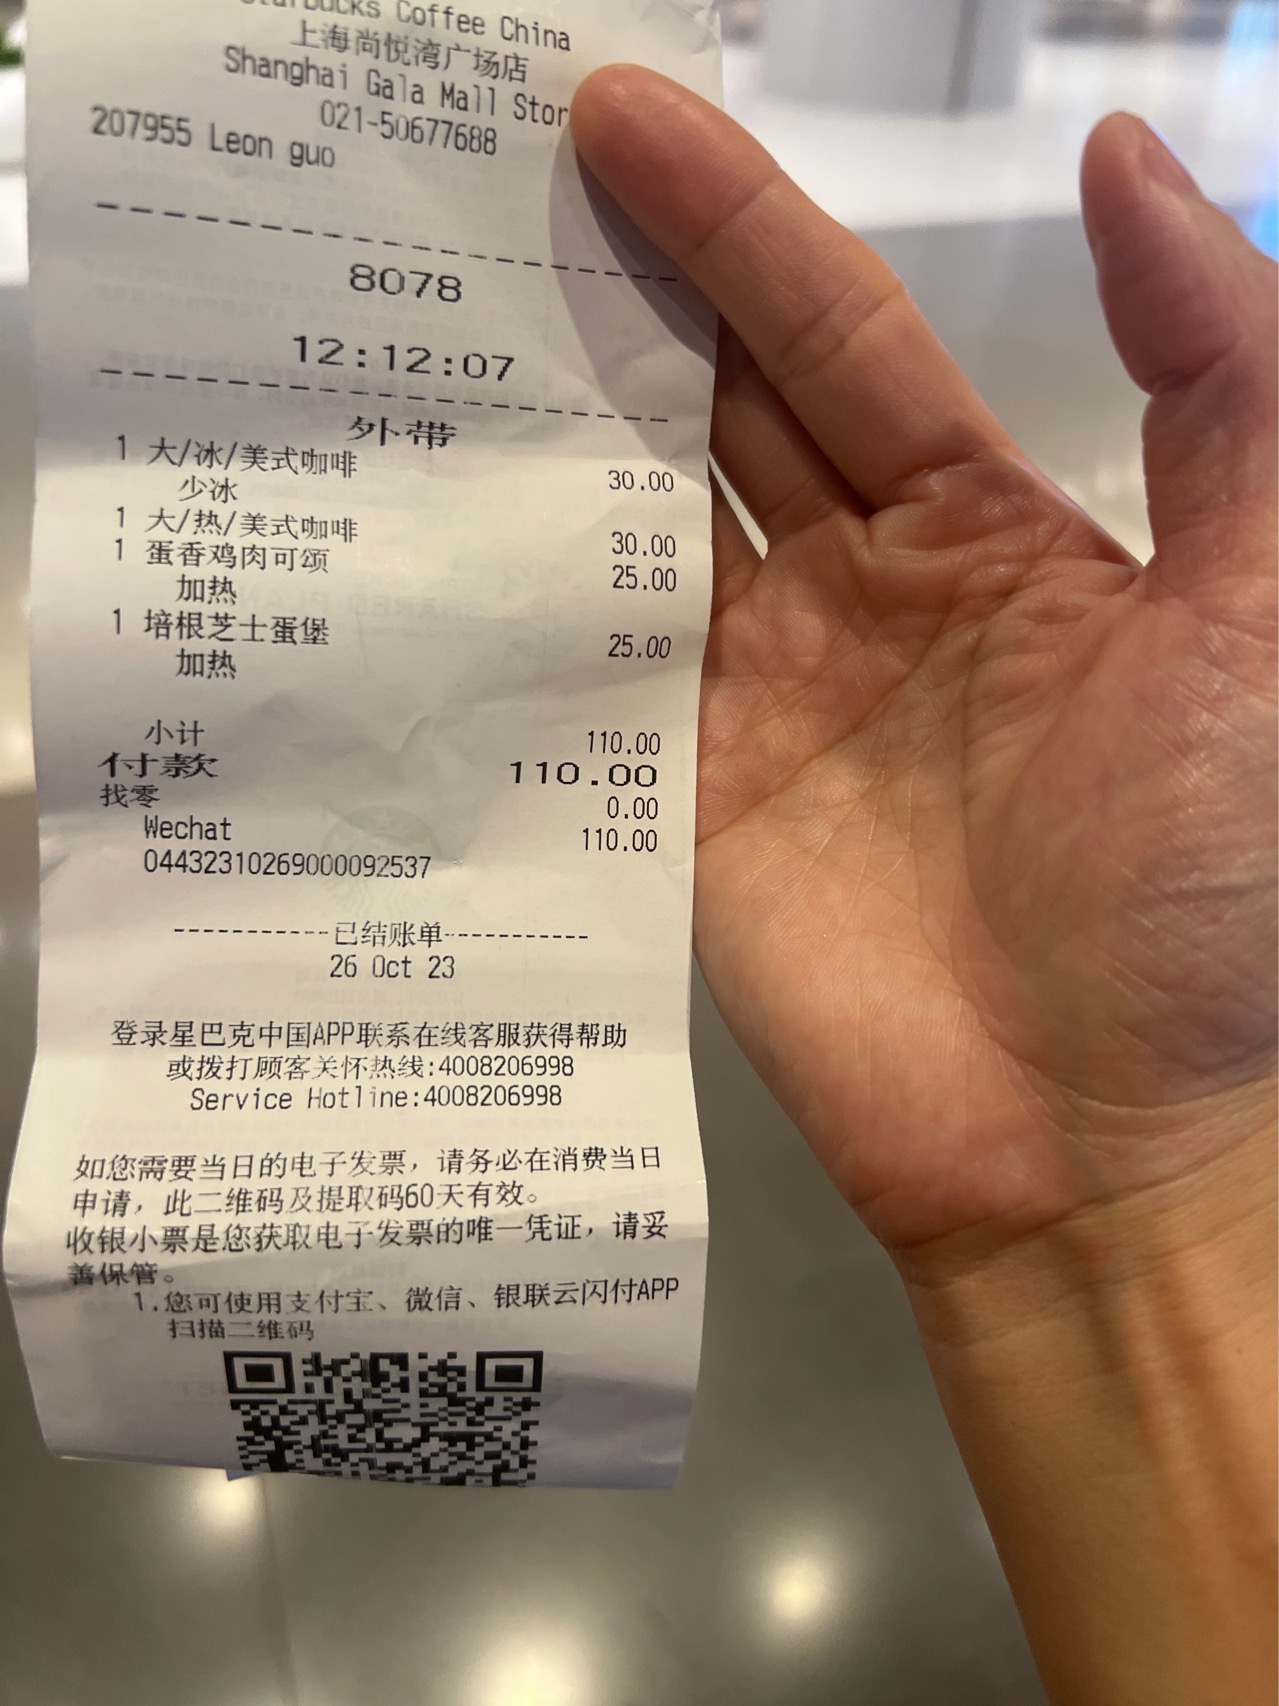 Starbucks Coffee China
上海尚悦湾广场店
Shanghai Gala Mall Stor
021-50677688
207955 Leon guo
8078
12:12:07
外带
1 大/冰/美式咖啡 30.00
少冰
1 大/热/美式咖啡 30.00
1 蛋香鸡肉可颂 25.00
加热
1 培根芝士蛋堡 25.00
加热
小计 110.00
付款 110.00
找零 0.00
Wechat 110.00
04432310269000092537
-----------已结账单-----------
26 Oct 23
登录星巴克中国APP联系在线客服获得帮助
或拨打顾客关怀热线:4008206998
Service Hotline:4008206998
如您需要当日的电子发票，请务必在消费当日
申请，此二维码及提取码60天有效。
收银小票是您获取电子发票的唯一凭证，请妥
善保管。
1.您可使用支付宝、微信、银联云闪付APP
扫描二维码